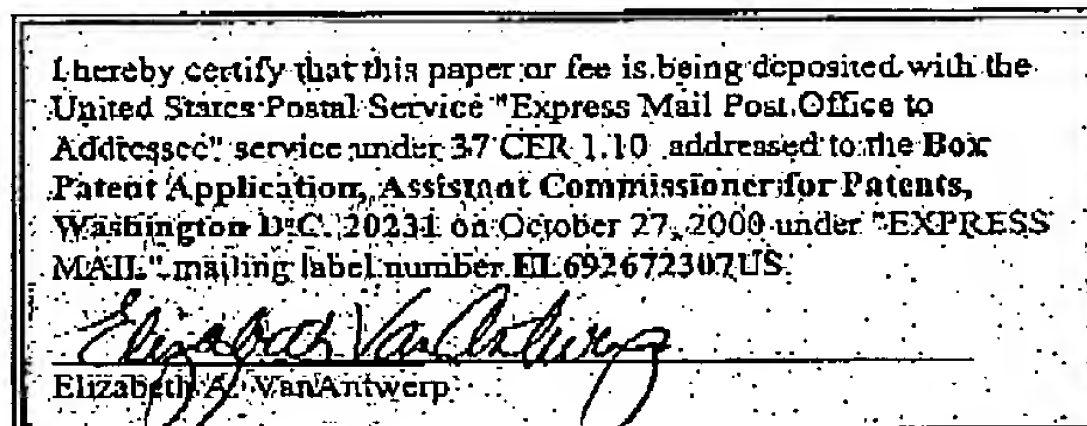 I hereby certify that this paper or fee is being deposited with the
United States Postal Service "Express Mail Post Office to
Addressee" service under 37 CFR 1.10 addressed to the Box
Patent Application, Assistant Commissioner for Patents,
Washington D.C. 20231 on October 27, 2000 under "EXPRESS
MAIL" mailing label number EL692672307US.
Elizabeth VanAntwerp
Elizabeth A. VanAntwerp